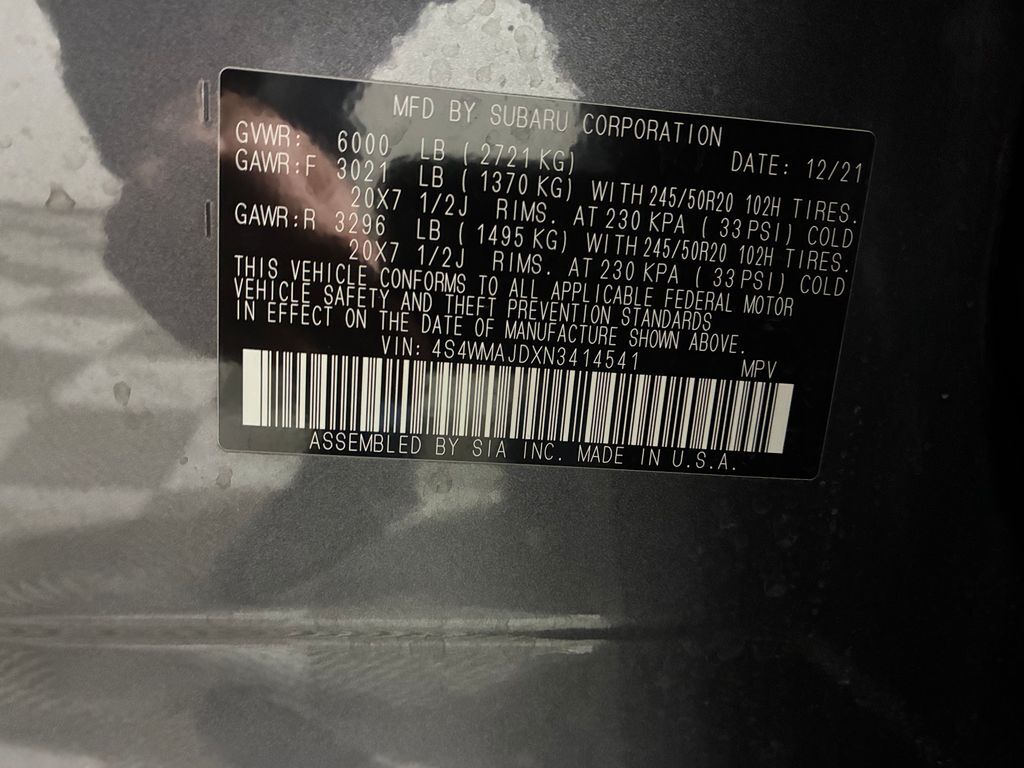 MFD BY SUBARU CORPORATION
GVWR: 6000 LB ( 2721 KG) DATE: 12/21
GAWR:F 3021 LB ( 1370 KG) WITH 245/50R20 102H TIRES.
20X7 1/2J RIMS. AT 230 KPA ( 33 PSI) COLD
GAWR:R 3296 LB ( 1495 KG) WITH 245/50R20 102H TIRES.
20X7 1/2J RIMS. AT 230 KPA ( 33 PSI) COLD
THIS VEHICLE CONFORMS TO ALL APPLICABLE FEDERAL MOTOR
VEHICLE SAFETY AND THEFT PREVENTION STANDARDS
IN EFFECT ON THE DATE OF MANUFACTURE SHOWN ABOVE.
VIN: 4S4WMAJDXN3414541 MPV
ASSEMBLED BY SIA INC. MADE IN U.S.A.